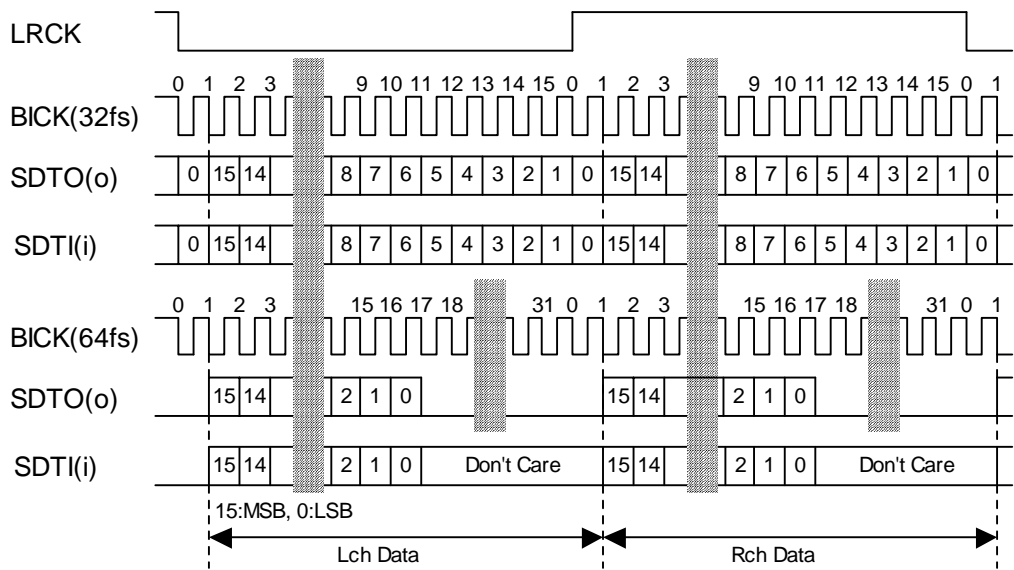 LRCK
0 1 2 3 9 10 11 12 13 14 15 0 1 2 3 9 10 11 12 13 14 15 0 1
BICK(32fs)
SDTO(o) 0 15 14 8 7 6 5 4 3 2 1 0 15 14 8 7 6 5 4 3 2 1 0
SDTI(i) 0 15 14 8 7 6 5 4 3 2 1 0 15 14 8 7 6 5 4 3 2 1 0
0 1 2 3 15 16 17 18 31 0 1 2 3 15 16 17 18 31 0 1
BICK(64fs)
SDTO(o) 15 14 2 1 0 15 14 2 1 0
SDTI(i) 15 14 2 1 0 Don't Care 15 14 2 1 0 Don't Care
15:MSB, 0:LSB
Lch Data Rch Data